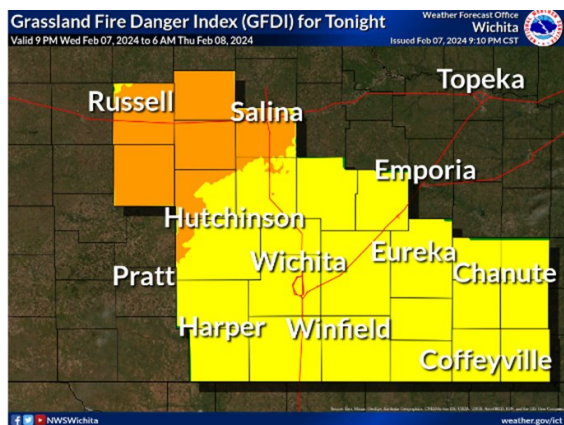 Grassland Fire Danger Index (GFDI) for Tonight
Valid 9 PM Wed Feb 07, 2024 to 6 AM Thu Feb 08, 2024
Weather Forecast Office
Wichita
Issued Feb 07, 2024 9:10 PM CST
Topeka
Russell
Salina
Emporia
Hutchinson
Wichita
Eureka
Pratt
Chanute
Harper
Winfield
Coffeyville
NWSWichita
weather.gov/ict